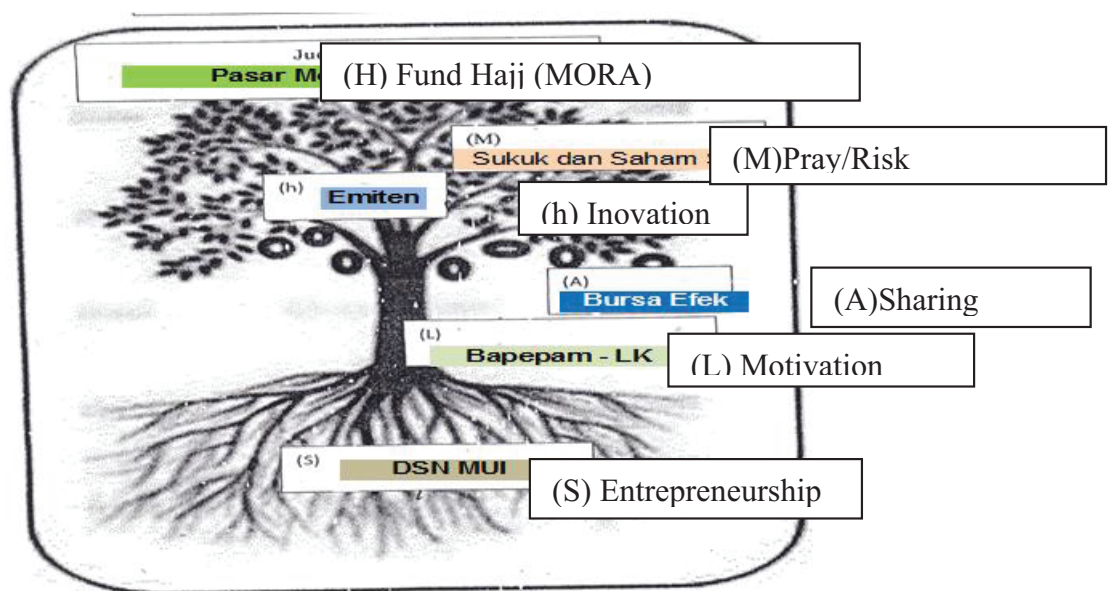 (H) Fund Hajj (MORA)
Pasar
(M)
Sukuk dan Saham
(M)Pray/Risk
(h)
Emiten
(h) Inovation
(A)
Bursa Efek
(A)Sharing
(L)
Bapepam - LK
(L) Motivation
(S)
DSN MUI
(S) Entrepreneurship